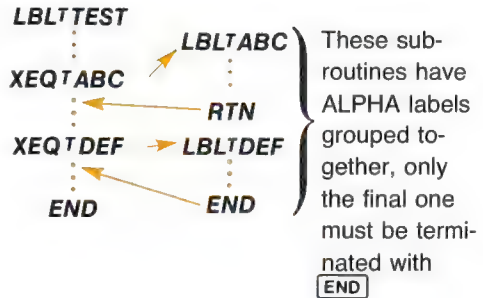 LBLᵀTEST
XEQᵀABC
XEQᵀDEF
END
LBLᵀABC
RTN
LBLᵀDEF
END
These sub-
routines have
ALPHA labels
grouped to-
gether, only
the final one
must be termi-
nated with
END